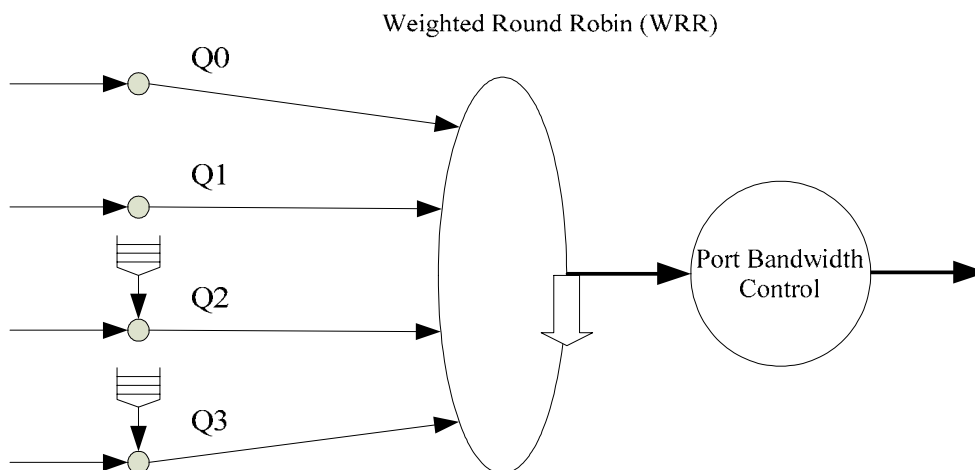 Weighted Round Robin (WRR)
Q0
Q1
Q2
Q3
Port Bandwidth
Control